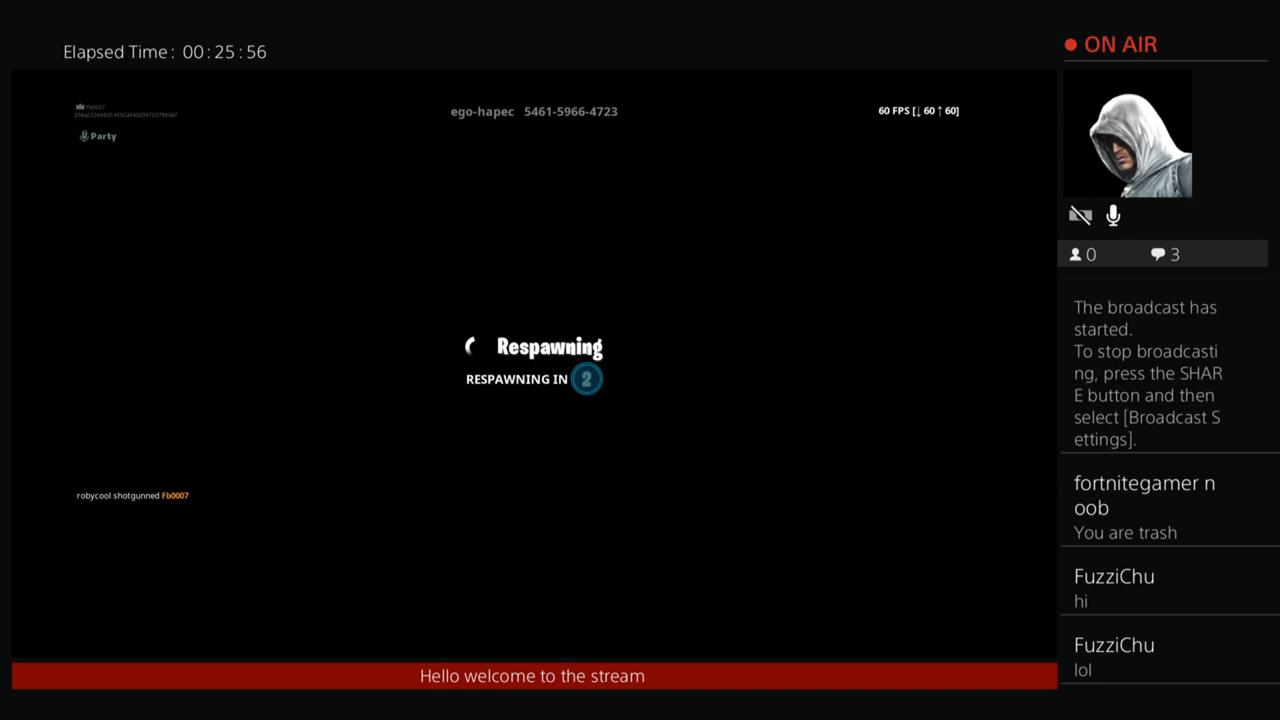 Elapsed Time: 00:25:56
ON AIR
Fb0007
ego-hapec 5461-5966-4723
60 FPS [↓60 ↑60]
Party
0 3
The broadcast has
started.
To stop broadcasti
ng, press the SHAR
E button and then
select [Broadcast S
ettings].
Respawning
RESPAWNING IN 2
fortnitegamer n
oob
You are trash
robycool shotgunned Fb0007
FuzziChu
hi
FuzziChu
lol
Hello welcome to the stream